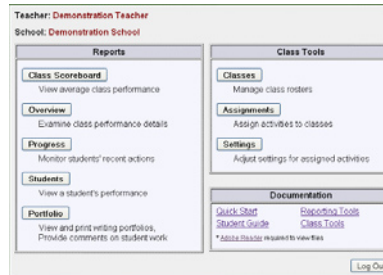 Teacher: Demonstration Teacher
School: Demonstration School
Reports
Class Scoreboard
View average class performance
Overview
Examine class performance details
Progress
Monitor students' recent actions
Students
View a student's performance
Portfolio
View and print writing portfolios,
Provide comments on student work
Class Tools
Classes
Manage class rosters
Assignments
Assign activities to classes
Settings
Adjust settings for assigned activities
Documentation
Quick Start Reporting Tools
Student Guide Class Tools
* Adobe Reader required to view files
Log Ou